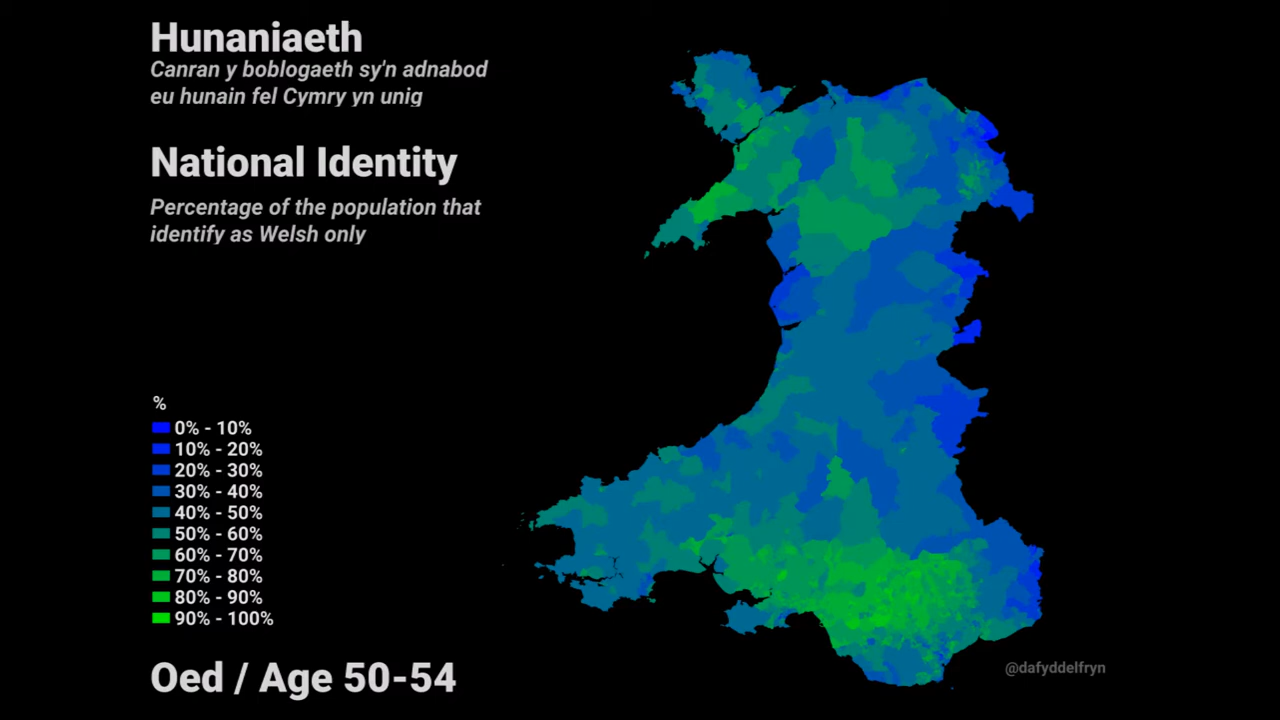 Hunaniaeth
Canran y boblogaeth sy'n adnabod
eu hunain fel Cymry yn unig
National Identity
Percentage of the population that
identify as Welsh only
%
0% - 10%
10% - 20%
20% - 30%
30% - 40%
40% - 50%
50% - 60%
60% - 70%
70% - 80%
80% - 90%
90% - 100%
Oed / Age 50-54
@dafyddelfryn